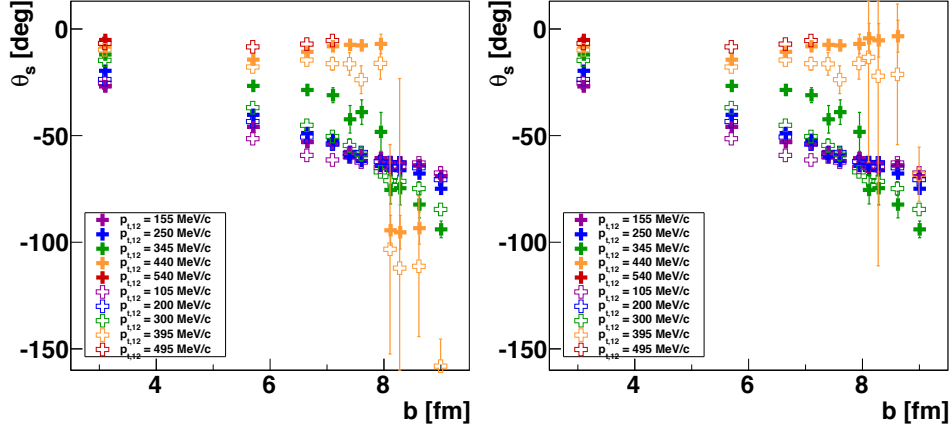 θs [deg]
0
-50
-100
-150
pt,12 = 155 MeV/c
pt,12 = 250 MeV/c
pt,12 = 345 MeV/c
pt,12 = 440 MeV/c
pt,12 = 540 MeV/c
pt,12 = 105 MeV/c
pt,12 = 200 MeV/c
pt,12 = 300 MeV/c
pt,12 = 395 MeV/c
pt,12 = 495 MeV/c
4 6 8
b [fm]
θs [deg]
0
-50
-100
-150
pt,12 = 155 MeV/c
pt,12 = 250 MeV/c
pt,12 = 345 MeV/c
pt,12 = 440 MeV/c
pt,12 = 540 MeV/c
pt,12 = 105 MeV/c
pt,12 = 200 MeV/c
pt,12 = 300 MeV/c
pt,12 = 395 MeV/c
pt,12 = 495 MeV/c
4 6 8
b [fm]